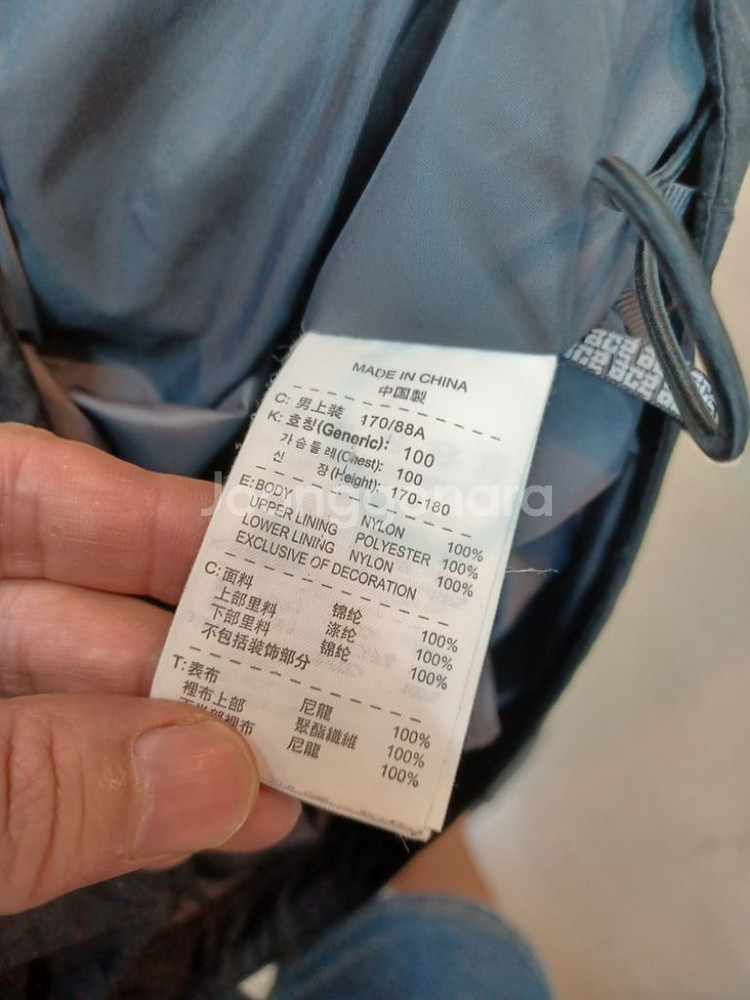 MADE IN CHINA
中国製
C: 男上裝 170/88A
K: 호칭(Generic): 100
가슴둘레(Chest): 100
신 장(Height): 170-180
E: BODY NYLON 100%
UPPER LINING POLYESTER 100%
LOWER LINING NYLON 100%
EXCLUSIVE OF DECORATION
C: 面料 锦纶 100%
上部里料 涤纶 100%
下部里料 锦纶 100%
不包括装饰部分
T: 表布 尼龍 100%
裡布上部 聚酯纖維 100%
尼龍 100%
aca aca
Joonggonara